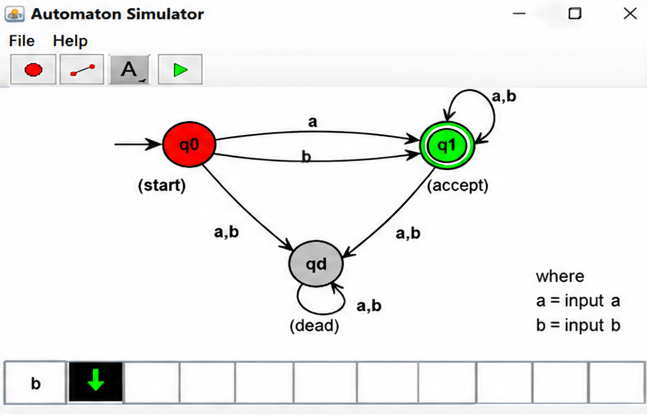 Automaton Simulator
File Help
A
a
a,b
q0
q1
b
(start)
(accept)
a,b
a,b
qd
where
a,b
a = input a
(dead)
b = input b
b